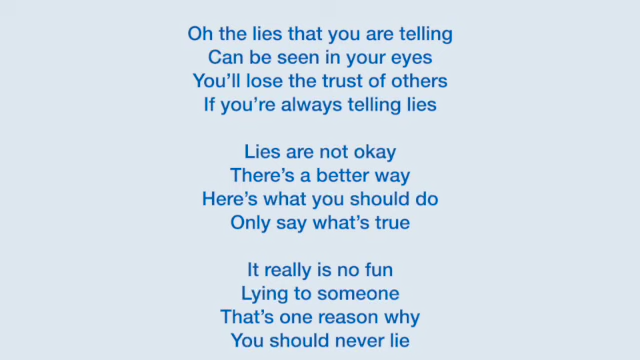 Oh the lies that you are telling
Can be seen in your eyes
You'll lose the trust of others
If you're always telling lies
Lies are not okay
There's a better way
Here's what you should do
Only say what's true
It really is no fun
Lying to someone
That's one reason why
You should never lie